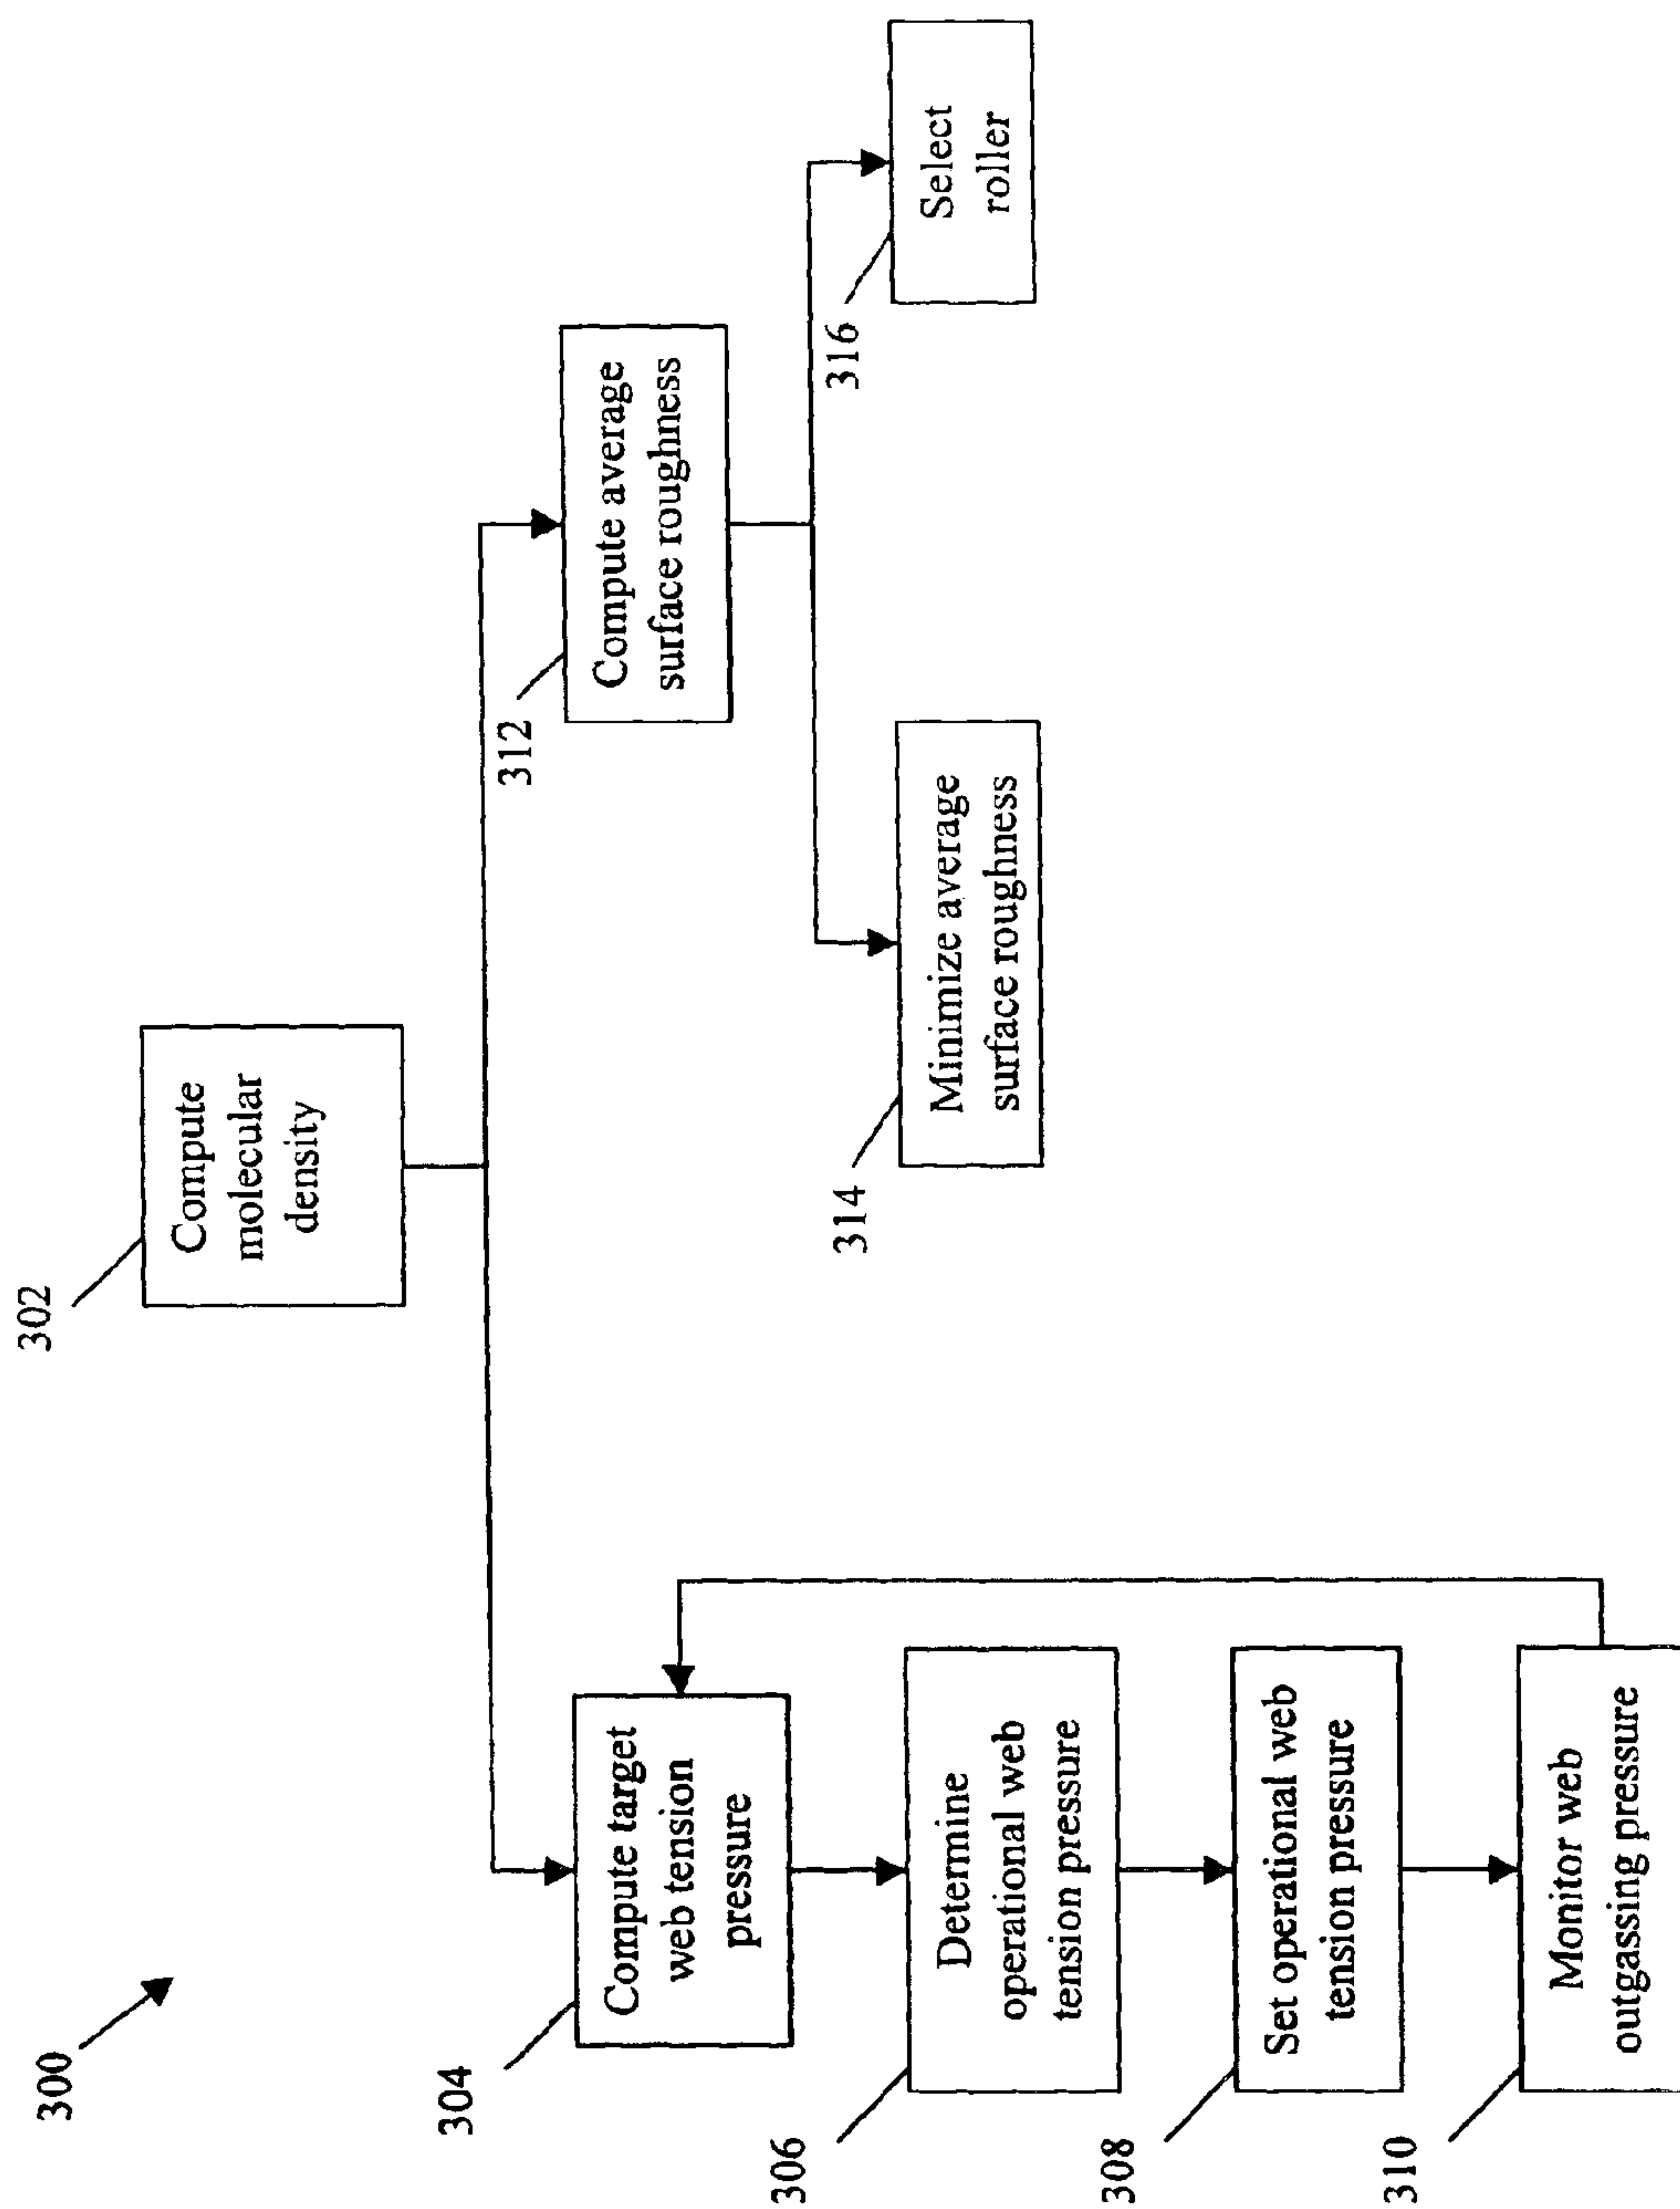 300
302
Compute
molecular
density
304
Compute target
web tension
pressure
306
Determine
operational web
tension pressure
308
Set operational web
tension pressure
310
Monitor web
outgassing pressure
312
Compute average
surface roughness
314
Minimize average
surface roughness
316
Select
roller